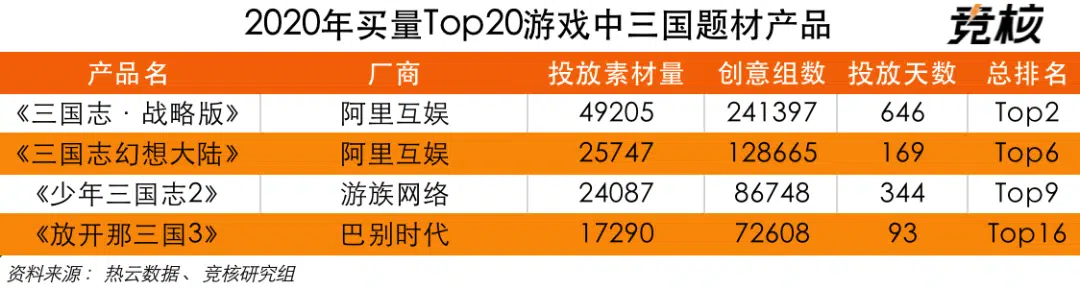 2020年买量Top20游戏中三国题材产品
竞核
产品名 厂商 投放素材量 创意组数 投放天数 总排名
《三国志·战略版》 阿里互娱 49205 241397 646 Top2
《三国志幻想大陆》 阿里互娱 25747 128665 169 Top6
《少年三国志2》 游族网络 24087 86748 344 Top9
《放开那三国3》 巴别时代 17290 72608 93 Top16
资料来源：热云数据、竞核研究组